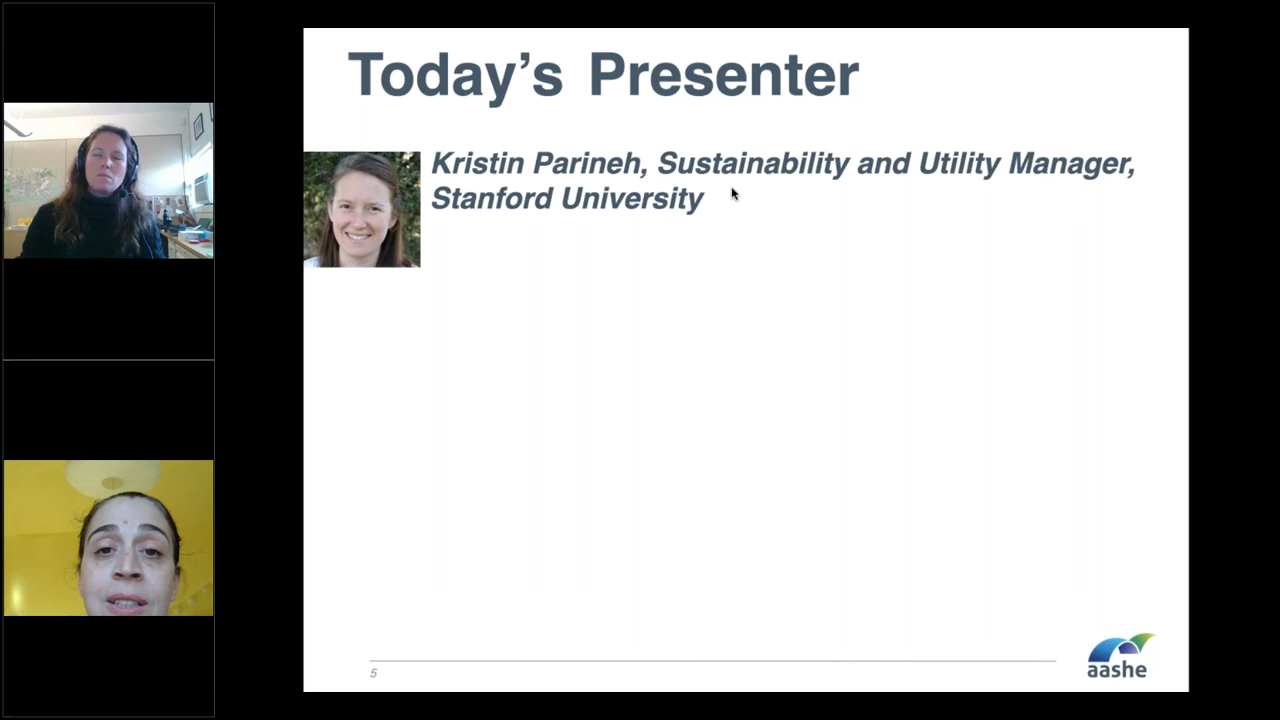 Today’s Presenter
Kristin Parineh, Sustainability and Utility Manager,
Stanford University
5
aashe